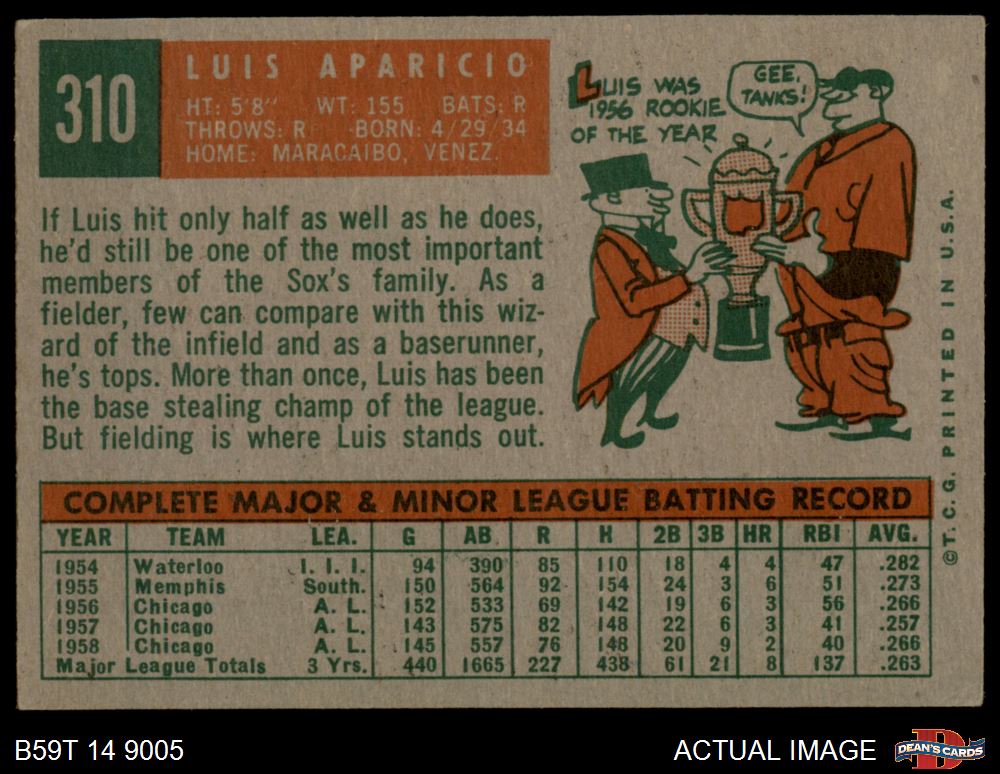 310
LUIS APARICIO
HT: 5'8" WT: 155 BATS: R
THROWS: R BORN: 4/29/34
HOME: MARACAIBO, VENEZ.
LUIS WAS
1956 ROOKIE
OF THE YEAR
GEE,
TANKS!
If Luis hit only half as well as he does,
he'd still be one of the most important
members of the Sox's family. As a
fielder, few can compare with this wiz-
ard of the infield and as a baserunner,
he's tops. More than once, Luis has been
the base stealing champ of the league.
But fielding is where Luis stands out.
COMPLETE MAJOR & MINOR LEAGUE BATTING RECORD
YEAR TEAM LEA. G AB R H 2B 3B HR RBI AVG.
1954 Waterloo I. I. I. 94 390 85 110 18 4 4 47 .282
1955 Memphis South. 150 564 92 154 24 3 6 51 .273
1956 Chicago A. L. 152 533 69 142 19 6 3 56 .266
1957 Chicago A. L. 143 575 82 148 22 6 3 41 .257
1958 Chicago A. L. 145 557 76 148 20 9 2 40 .266
Major League Totals 3 Yrs. 440 1665 227 438 61 21 8 137 .263
©T. C. G. PRINTED IN U.S.A.
B59T 14 9005
ACTUAL IMAGE
D
DEAN'S CARDS